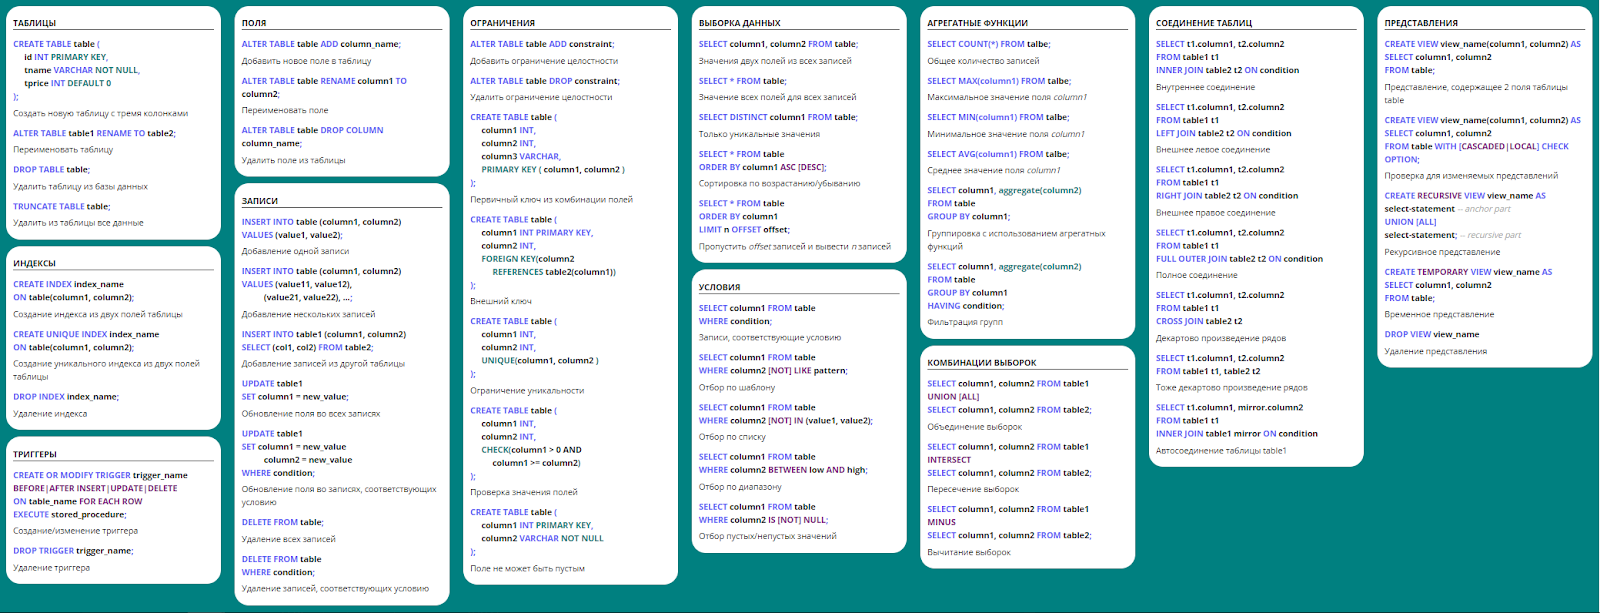 ТАБЛИЦЫ
CREATE TABLE table (
id INT PRIMARY KEY,
tname VARCHAR NOT NULL,
tprice INT DEFAULT 0
);
Создать новую таблицу с тремя колонками
ALTER TABLE table1 RENAME TO table2;
Переименовать таблицу
DROP TABLE table;
Удалить таблицу из базы данных
TRUNCATE TABLE table;
Удалить из таблицы все данные
ИНДЕКСЫ
CREATE INDEX index_name
ON table(column1, column2);
Создание индекса из двух полей таблицы
CREATE UNIQUE INDEX index_name
ON table(column1, column2);
Создание уникального индекса из двух полей
таблицы
DROP INDEX index_name;
Удаление индекса
ТРИГГЕРЫ
CREATE OR MODIFY TRIGGER trigger_name
BEFORE|AFTER INSERT|UPDATE|DELETE
ON table_name FOR EACH ROW
EXECUTE stored_procedure;
Создание/изменение триггера
DROP TRIGGER trigger_name;
Удаление триггера
ПОЛЯ
ALTER TABLE table ADD column_name;
Добавить новое поле в таблицу
ALTER TABLE table RENAME column1 TO
column2;
Переименовать поле
ALTER TABLE table DROP COLUMN
column_name;
Удалить поле из таблицы
ЗАПИСИ
INSERT INTO table (column1, column2)
VALUES (value1, value2);
Добавление одной записи
INSERT INTO table (column1, column2)
VALUES (value11, value12),
(value21, value22), ...;
Добавление нескольких записей
INSERT INTO table1 (column1, column2)
SELECT (col1, col2) FROM table2;
Добавление записей из другой таблицы
UPDATE table1
SET column1 = new_value;
Обновление поля во всех записях
UPDATE table1
SET column1 = new_value
column2 = new_value
WHERE condition;
Обновление поля во записях, соответствующих
условию
DELETE FROM table;
Удаление всех записей
DELETE FROM table
WHERE condition;
Удаление записей, соответствующих условию
ОГРАНИЧЕНИЯ
ALTER TABLE table ADD constraint;
Добавить ограничение целостности
ALTER TABLE table DROP constraint;
Удалить ограничение целостности
CREATE TABLE table (
column1 INT,
column2 INT,
column3 VARCHAR,
PRIMARY KEY ( column1, column2 )
);
Первичный ключ из комбинации полей
CREATE TABLE table (
column1 INT PRIMARY KEY,
column2 INT,
FOREIGN KEY(column2
REFERENCES table2(column1))
);
Внешний ключ
CREATE TABLE table (
column1 INT,
column2 INT,
UNIQUE(column1, column2 )
);
Ограничение уникальности
CREATE TABLE table (
column1 INT,
column2 INT,
CHECK(column1 > 0 AND
column1 >= column2)
);
Проверка значения полей
CREATE TABLE table (
column1 INT PRIMARY KEY,
column2 VARCHAR NOT NULL
);
Поле не может быть пустым
ВЫБОРКА ДАННЫХ
SELECT column1, column2 FROM table;
Значения двух полей из всех записей
SELECT * FROM table;
Значение всех полей для всех записей
SELECT DISTINCT column1 FROM table;
Только уникальные значения
SELECT * FROM table
ORDER BY column1 ASC [DESC];
Сортировка по возрастанию/убыванию
SELECT * FROM table
ORDER BY column1
LIMIT n OFFSET offset;
Пропустить offset записей и вывести n записей
УСЛОВИЯ
SELECT column1 FROM table
WHERE condition;
Записи, соответствующие условию
SELECT column1 FROM table
WHERE column2 [NOT] LIKE pattern;
Отбор по шаблону
SELECT column1 FROM table
WHERE column2 [NOT] IN (value1, value2);
Отбор по списку
SELECT column1 FROM table
WHERE column2 BETWEEN low AND high;
Отбор по диапазону
SELECT column1 FROM table
WHERE column2 IS [NOT] NULL;
Отбор пустых/непустых значений
АГРЕГАТНЫЕ ФУНКЦИИ
SELECT COUNT(*) FROM talbe;
Общее количество записей
SELECT MAX(column1) FROM talbe;
Максимальное значение поля column1
SELECT MIN(column1) FROM talbe;
Минимальное значение поля column1
SELECT AVG(column1) FROM talbe;
Среднее значение поля column1
SELECT column1, aggregate(column2)
FROM table
GROUP BY column1;
Группировка с использованием агрегатных
функций
SELECT column1, aggregate(column2)
FROM table
GROUP BY column1
HAVING condition;
Фильтрация групп
КОМБИНАЦИИ ВЫБОРОК
SELECT column1, column2 FROM table1
UNION [ALL]
SELECT column1, column2 FROM table2;
Объединение выборок
SELECT column1, column2 FROM table1
INTERSECT
SELECT column1, column2 FROM table2;
Пересечение выборок
SELECT column1, column2 FROM table1
MINUS
SELECT column1, column2 FROM table2;
Вычитание выборок
СОЕДИНЕНИЕ ТАБЛИЦ
SELECT t1.column1, t2.column2
FROM table1 t1
INNER JOIN table2 t2 ON condition
Внутреннее соединение
SELECT t1.column1, t2.column2
FROM table1 t1
LEFT JOIN table2 t2 ON condition
Внешнее левое соединение
SELECT t1.column1, t2.column2
FROM table1 t1
RIGHT JOIN table2 t2 ON condition
Внешнее правое соединение
SELECT t1.column1, t2.column2
FROM table1 t1
FULL OUTER JOIN table2 t2 ON condition
Полное соединение
SELECT t1.column1, t2.column2
FROM table1 t1
CROSS JOIN table2 t2
Декартово произведение рядов
SELECT t1.column1, t2.column2
FROM table1 t1, table2 t2
Тоже декартово произведение рядов
SELECT t1.column1, mirror.column2
FROM table1 t1
INNER JOIN table1 mirror ON condition
Автосоединение таблицы table1
ПРЕДСТАВЛЕНИЯ
CREATE VIEW view_name(column1, column2) AS
SELECT column1, column2
FROM table;
Представление, содержащее 2 поля таблицы
table
CREATE VIEW view_name(column1, column2) AS
SELECT column1, column2
FROM table WITH [CASCADED|LOCAL] CHECK
OPTION;
Проверка для изменяемых представлений
CREATE RECURSIVE VIEW view_name AS
select-statement -- anchor part
UNION [ALL]
select-statement; -- recursive part
Рекурсивное представление
CREATE TEMPORARY VIEW view_name AS
SELECT column1, column2
FROM table;
Временное представление
DROP VIEW view_name
Удаление представления